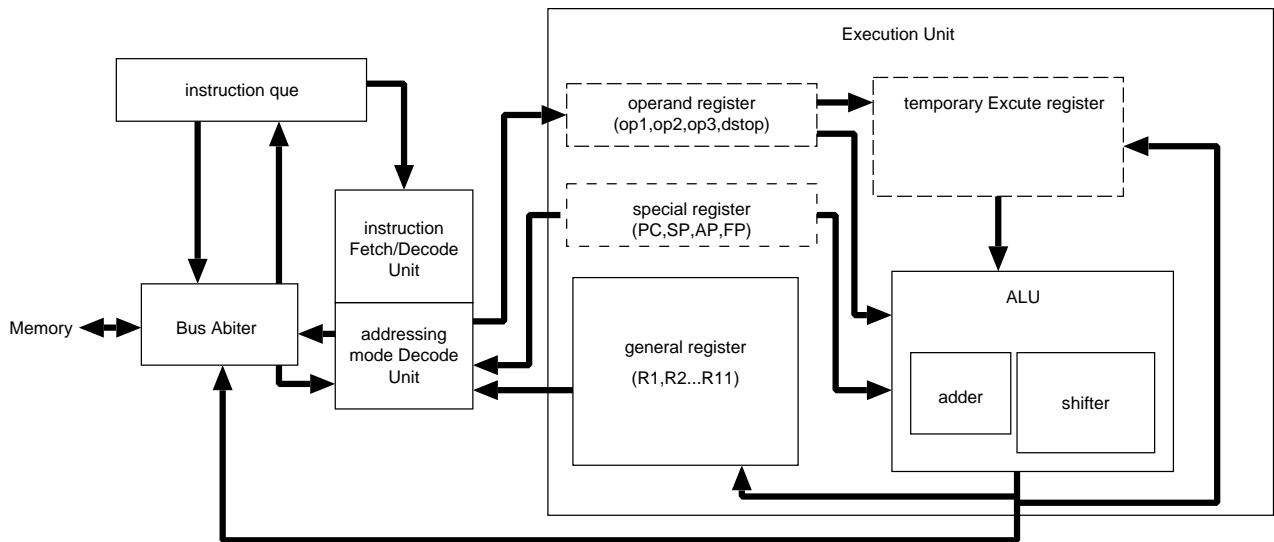 Execution Unit
instruction que
operand register
(op1,op2,op3,dstop)
temporary Excute register
instruction
Fetch/Decode
Unit
special register
(PC,SP,AP,FP)
Memory
Bus Abiter
addressing
mode Decode
Unit
general register
(R1,R2...R11)
ALU
adder
shifter